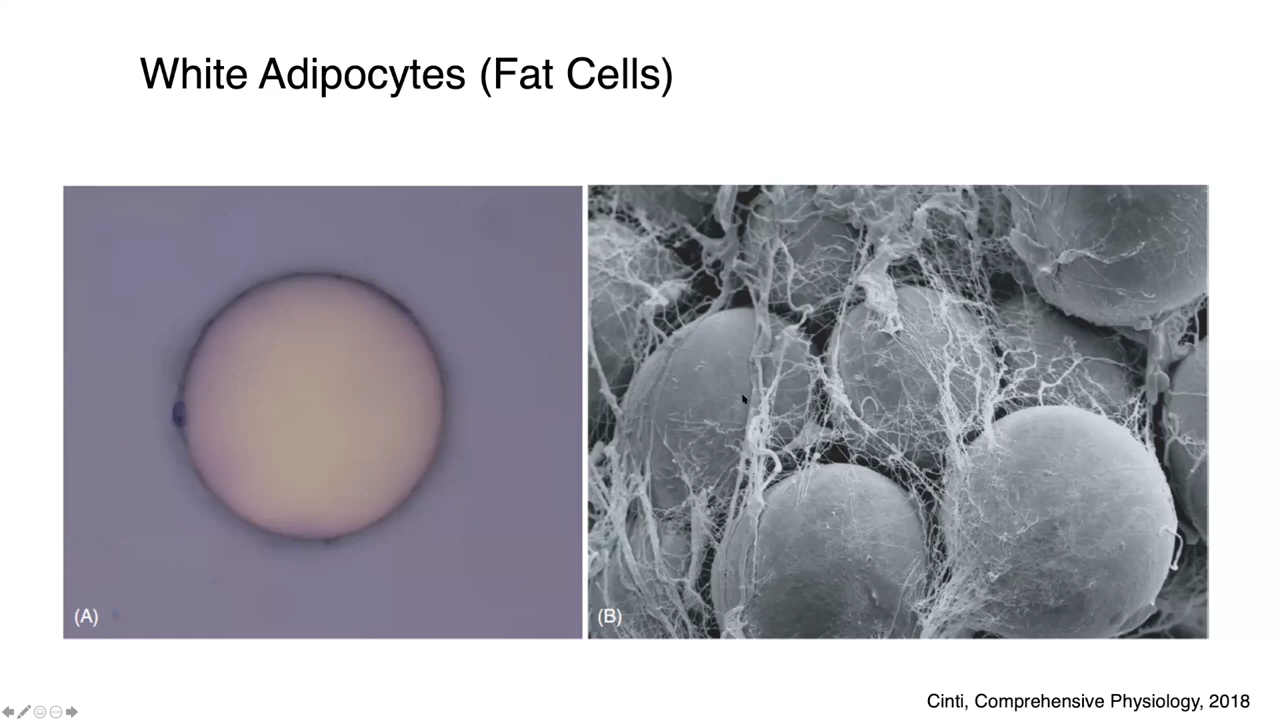 White Adipocytes (Fat Cells)
(A)
(B)
Cinti, Comprehensive Physiology, 2018